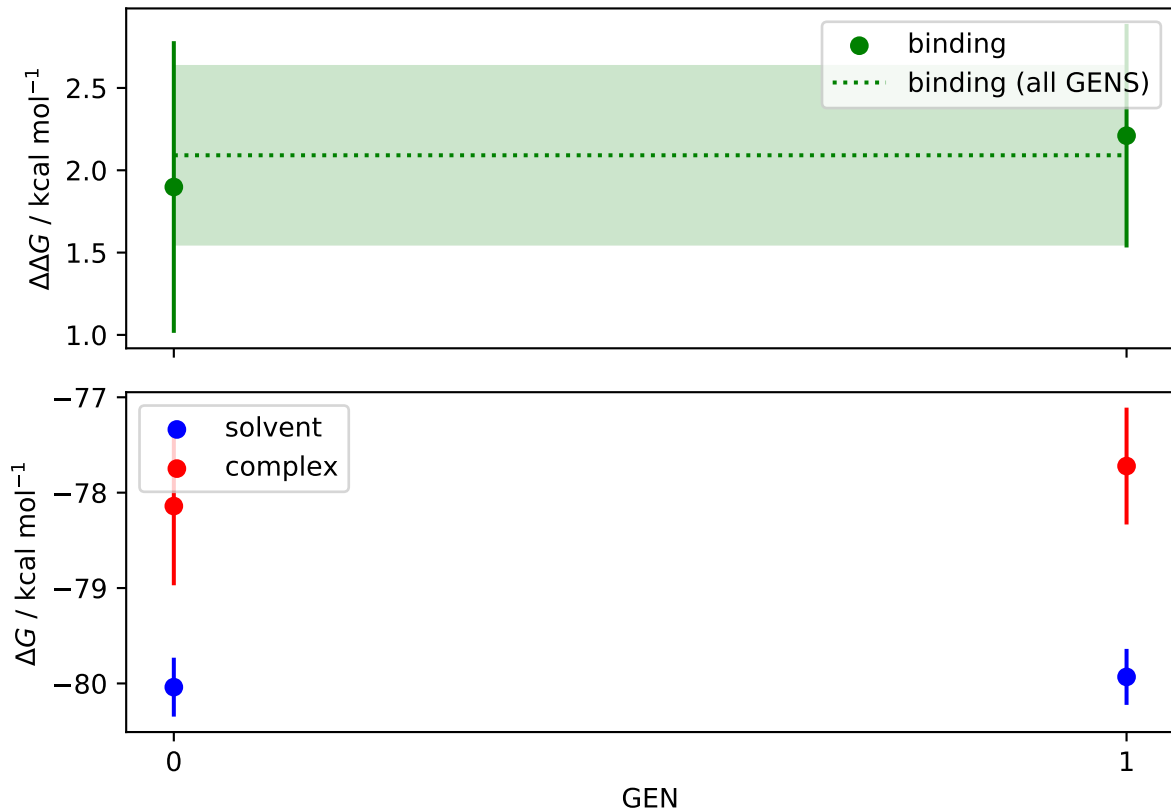 binding
binding (all GENS)
ΔΔG / kcal mol⁻¹
2.5
2.0
1.5
1.0
solvent
complex
ΔG / kcal mol⁻¹
−77
−78
−79
−80
0
1
GEN